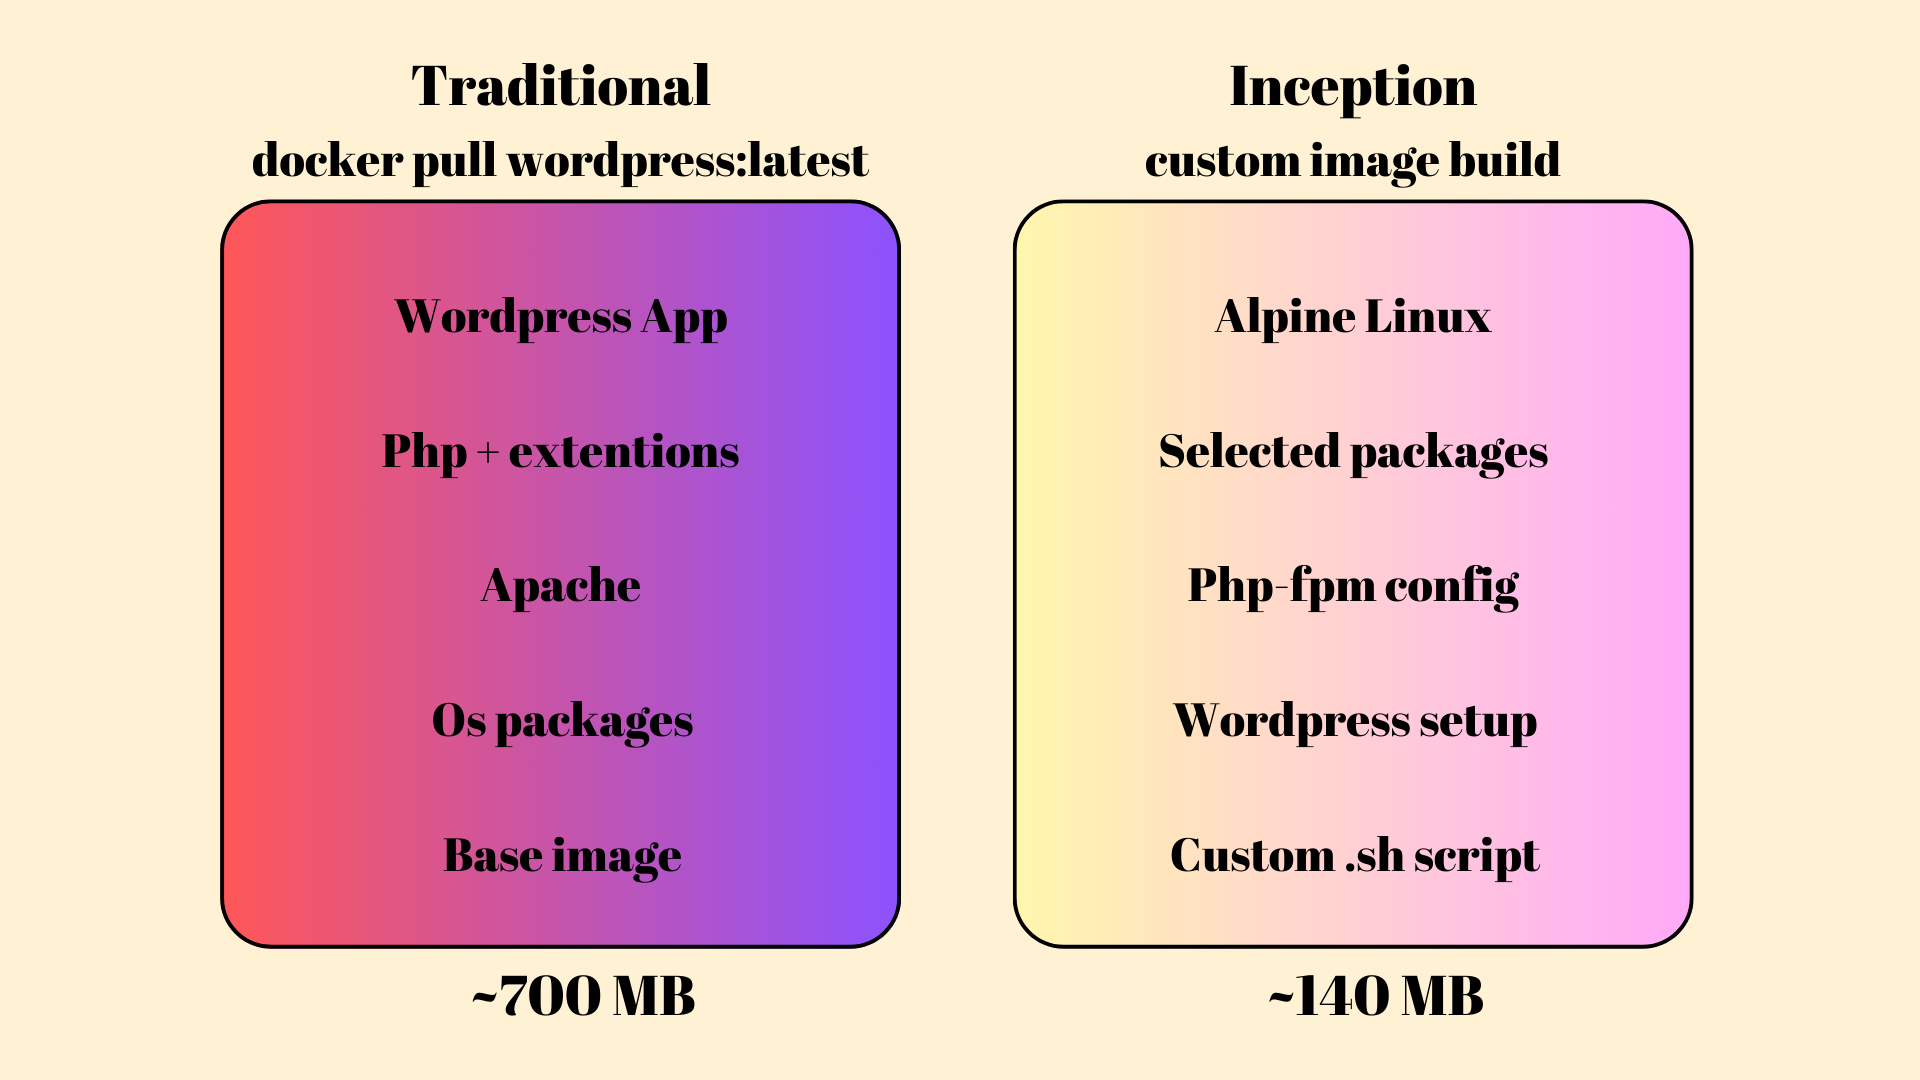 Traditional
docker pull wordpress:latest
Wordpress App
Php + extentions
Apache
Os packages
Base image
~700 MB
Inception
custom image build
Alpine Linux
Selected packages
Php-fpm config
Wordpress setup
Custom .sh script
~140 MB